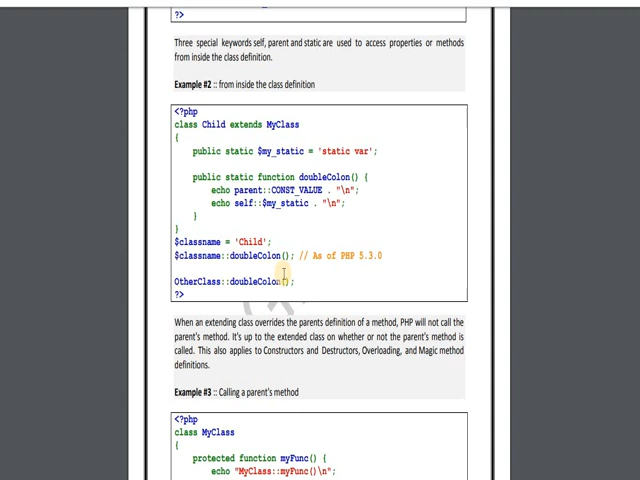 ?>
Three special keywords self, parent and static are used to access properties or methods
from inside the class definition.
Example #2 :: from inside the class definition
<?php
class Child extends MyClass
{
public static $my_static = 'static var';
public static function doubleColon() {
echo parent::CONST_VALUE . "\n";
echo self::$my_static . "\n";
}
}
$classname = 'Child';
$classname::doubleColon(); // As of PHP 5.3.0
OtherClass::doubleColon();
?>
When an extending class overrides the parents definition of a method, PHP will not call the
parent's method. It's up to the extended class on whether or not the parent's method is
called. This also applies to Constructors and Destructors, Overloading, and Magic method
definitions.
Example #3 :: Calling a parent's method
<?php
class MyClass
{
protected function myFunc() {
echo "MyClass::myFunc()\n";